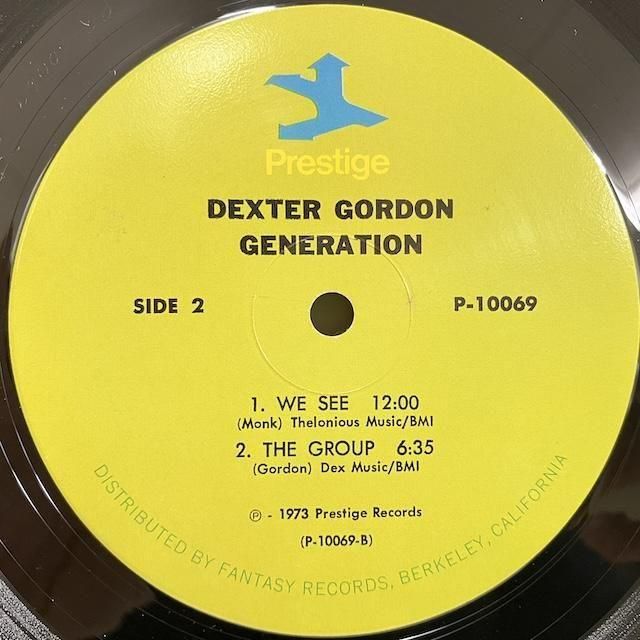 Prestige
DEXTER GORDON
GENERATION
SIDE 2 P-10069
1. WE SEE 12:00
(Monk) Thelonious Music/BMI
2. THE GROUP 6:35
(Gordon) Dex Music/BMI
℗ - 1973 Prestige Records
(P-10069-B)
DISTRIBUTED BY FANTASY RECORDS, BERKELEY, CALIFORNIA